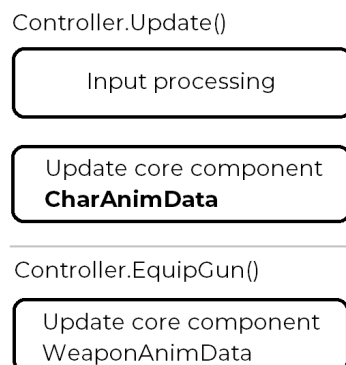 Controller.Update()
Input processing
Update core component
CharAnimData
Controller.EquipGun()
Update core component
WeaponAnimData